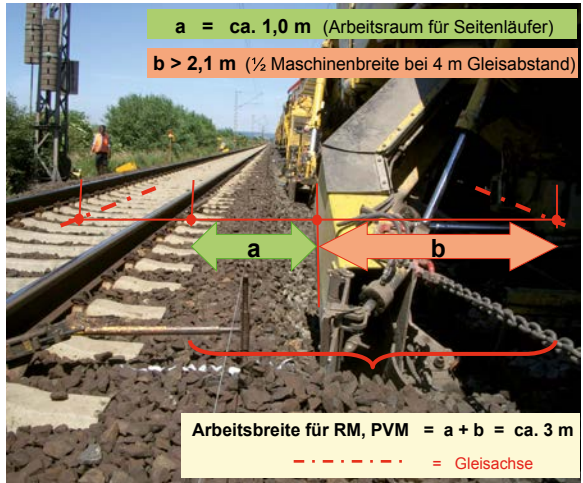 a = ca. 1,0 m (Arbeitsraum für Seitenläufer)
b > 2,1 m (½ Maschinenbreite bei 4 m Gleisabstand)
a
b
Arbeitsbreite für RM, PVM = a + b = ca. 3 m
= Gleisachse